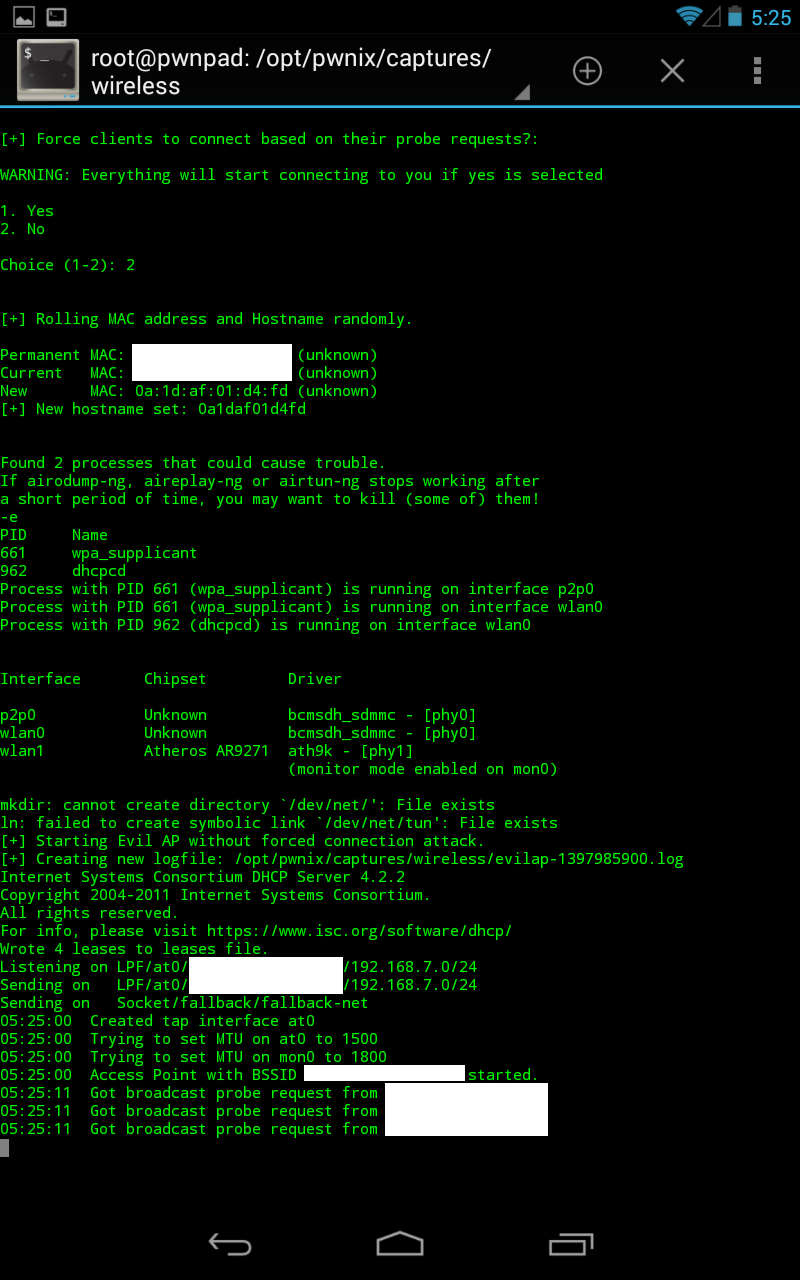 5:25
$ _
root@pwnpad: /opt/pwnix/captures/
wireless
[+] Force clients to connect based on their probe requests?:
WARNING: Everything will start connecting to you if yes is selected
1. Yes
2. No
Choice (1-2): 2
[+] Rolling MAC address and Hostname randomly.
Permanent MAC: (unknown)
Current   MAC: (unknown)
New       MAC: 0a:1d:af:01:d4:fd (unknown)
[+] New hostname set: 0a1daf01d4fd
Found 2 processes that could cause trouble.
If airodump-ng, aireplay-ng or airtun-ng stops working after
a short period of time, you may want to kill (some of) them!
-e
PID     Name
661     wpa_supplicant
962     dhcpcd
Process with PID 661 (wpa_supplicant) is running on interface p2p0
Process with PID 661 (wpa_supplicant) is running on interface wlan0
Process with PID 962 (dhcpcd) is running on interface wlan0
Interface       Chipset         Driver
p2p0            Unknown         bcmsdh_sdmmc - [phy0]
wlan0           Unknown         bcmsdh_sdmmc - [phy0]
wlan1           Atheros AR9271  ath9k - [phy1]
(monitor mode enabled on mon0)
mkdir: cannot create directory `/dev/net/': File exists
ln: failed to create symbolic link `/dev/net/tun': File exists
[+] Starting Evil AP without forced connection attack.
[+] Creating new logfile: /opt/pwnix/captures/wireless/evilap-1397985900.log
Internet Systems Consortium DHCP Server 4.2.2
Copyright 2004-2011 Internet Systems Consortium.
All rights reserved.
For info, please visit https://www.isc.org/software/dhcp/
Wrote 4 leases to leases file.
Listening on LPF/at0/ /192.168.7.0/24
Sending on   LPF/at0/ /192.168.7.0/24
Sending on   Socket/fallback/fallback-net
05:25:00  Created tap interface at0
05:25:00  Trying to set MTU on at0 to 1500
05:25:00  Trying to set MTU on mon0 to 1800
05:25:00  Access Point with BSSID started.
05:25:11  Got broadcast probe request from
05:25:11  Got broadcast probe request from
05:25:11  Got broadcast probe request from